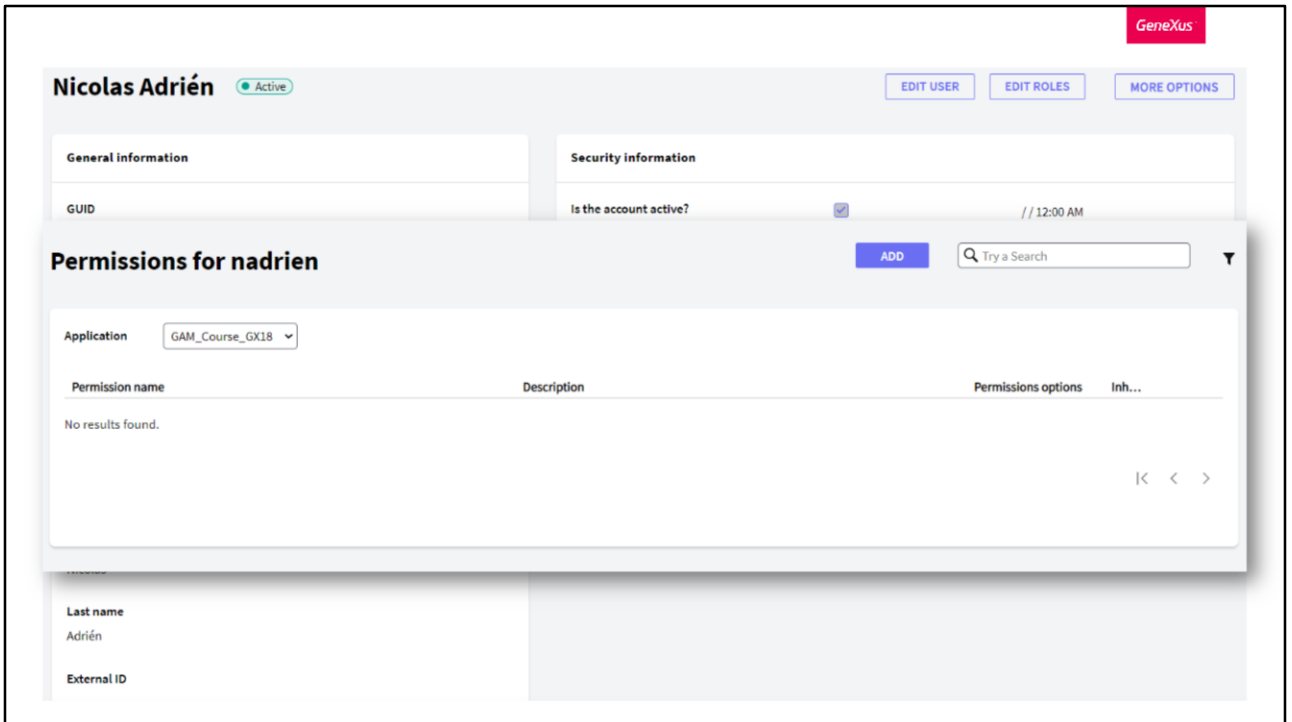 GeneXus
Nicolas Adrién Active EDIT USER EDIT ROLES MORE OPTIONS
General information Security information
GUID Is the account active? / / 12:00 AM
Permissions for nadrien ADD Try a Search
Application GAM_Course_GX18
Permission name Description Permissions options Inh...
No results found.
Last name
Adrién
External ID